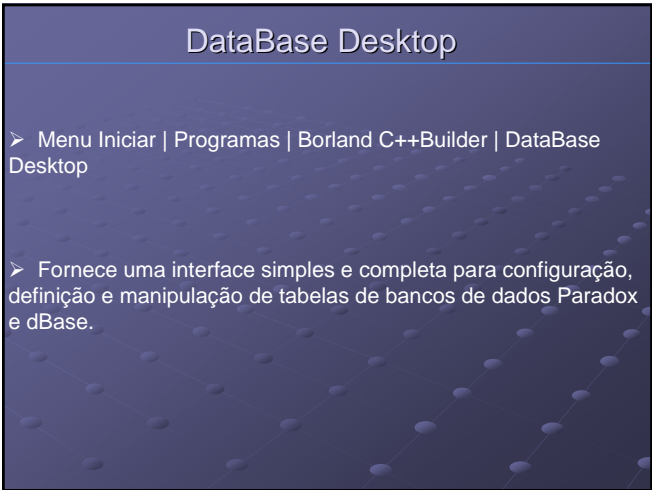 DataBase Desktop
➢ Menu Iniciar | Programas | Borland C++Builder | DataBase
Desktop
➢ Fornece uma interface simples e completa para configuração,
definição e manipulação de tabelas de bancos de dados Paradox
e dBase.